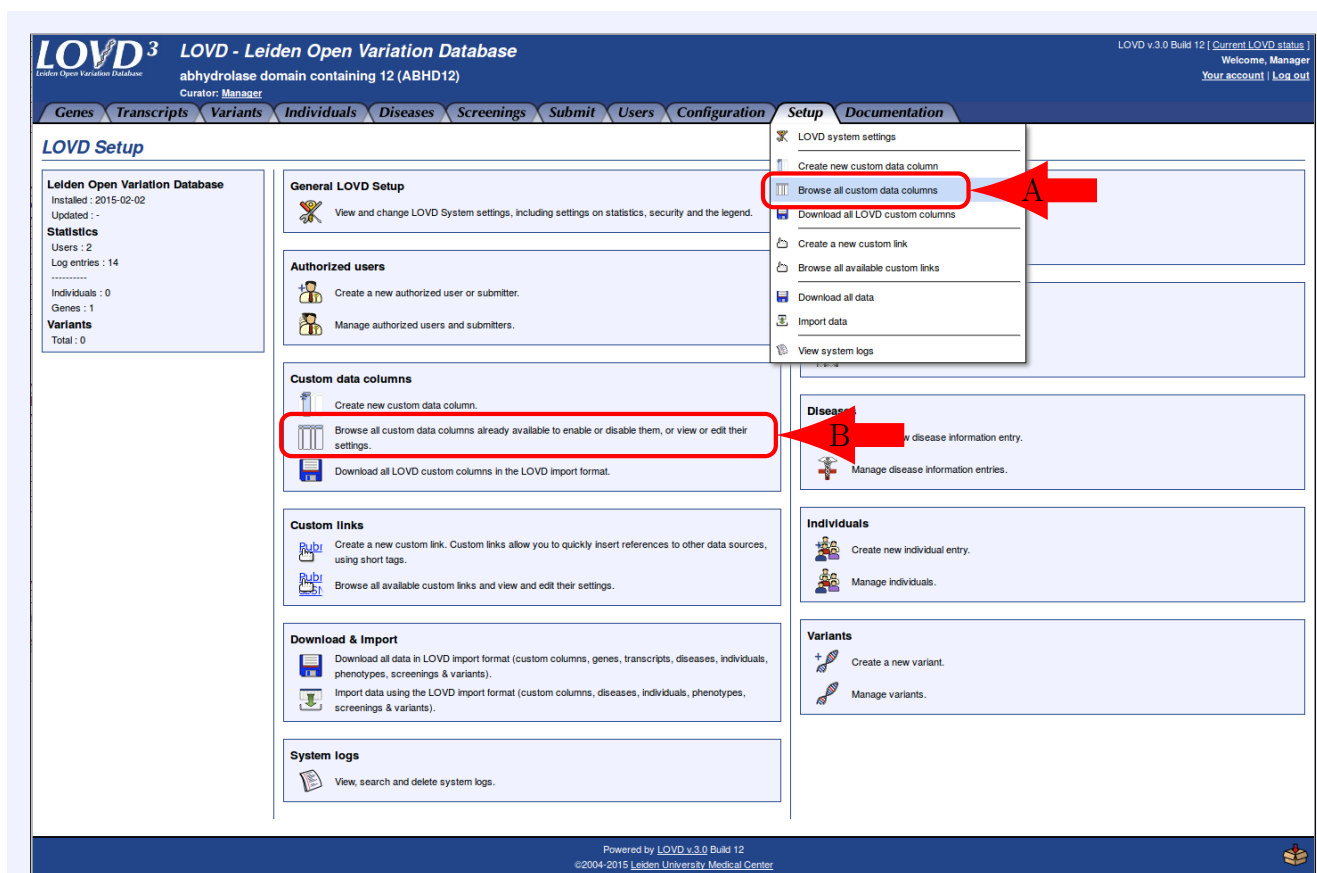 LOVD3
Leiden Open Variation Database
LOVD - Leiden Open Variation Database
abhydrolase domain containing 12 (ABHD12)
Curator: Manager
LOVD v.3.0 Build 12 [ Current LOVD status ]
Welcome, Manager
Your account | Log out
Genes Transcripts Variants Individuals Diseases Screenings Submit Users Configuration Setup Documentation
LOVD Setup
Leiden Open Variation Database
Installed : 2015-02-02
Updated : -
Statistics
Users : 2
Log entries : 14
----------
Individuals : 0
Genes : 1
Variants
Total : 0
General LOVD Setup
View and change LOVD System settings, including settings on statistics, security and the legend.
Authorized users
Create a new authorized user or submitter.
Manage authorized users and submitters.
Custom data columns
Create new custom data column.
Browse all custom data columns already available to enable or disable them, or view or edit their
settings.
Download all LOVD custom columns in the LOVD import format.
Custom links
Create a new custom link. Custom links allow you to quickly insert references to other data sources,
using short tags.
Browse all available custom links and view and edit their settings.
Download & Import
Download all data in LOVD import format (custom columns, genes, transcripts, diseases, individuals,
phenotypes, screenings & variants).
Import data using the LOVD import format (custom columns, diseases, individuals, phenotypes,
screenings & variants).
System logs
View, search and delete system logs.
LOVD system settings
Create new custom data column
Browse all custom data columns
Download all LOVD custom columns
Create a new custom link
Browse all available custom links
Download all data
Import data
View system logs
A
B
Diseases
disease information entry.
Manage disease information entries.
Individuals
Create new individual entry.
Manage individuals.
Variants
Create a new variant.
Manage variants.
Powered by LOVD v.3.0 Build 12
©2004-2015 Leiden University Medical Center